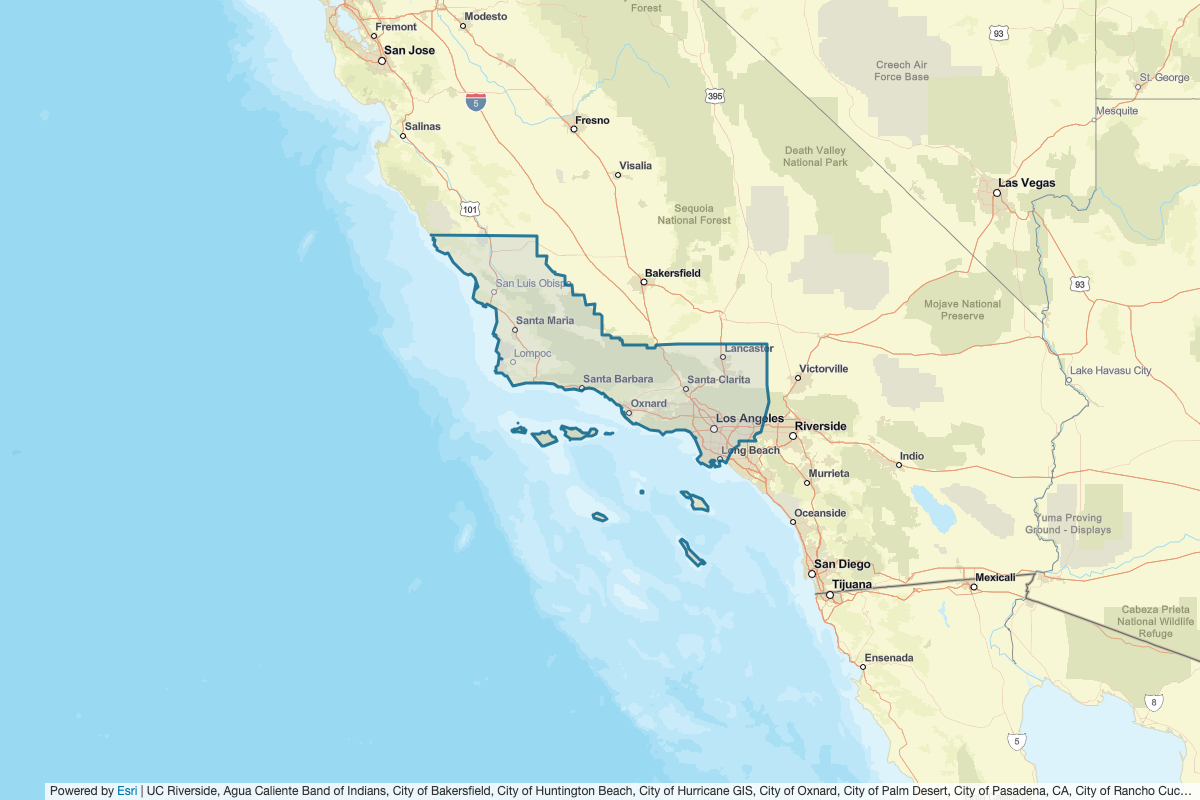 Forest
Modesto
Fremont
93
San Jose
Creech Air
Force Base
St. George
395
5
Mesquite
Fresno
Salinas
Death Valley
National Park
Visalia
Las Vegas
101
Sequoia
National Forest
Bakersfield
San Luis Obispo
93
Mojave National
Preserve
Santa Maria
Lancaster
Lompoc
Victorville
Lake Havasu City
Santa Barbara
Santa Clarita
Oxnard
Los Angeles
Riverside
Long Beach
Indio
Murrieta
Oceanside
Yuma Proving
Ground - Displays
San Diego
Mexicali
Tijuana
Cabeza Prieta
National Wildlife
Refuge
Ensenada
8
5
Powered by Esri | UC Riverside, Agua Caliente Band of Indians, City of Bakersfield, City of Huntington Beach, City of Hurricane GIS, City of Oxnard, City of Palm Desert, City of Pasadena, CA, City of Rancho Cuc...